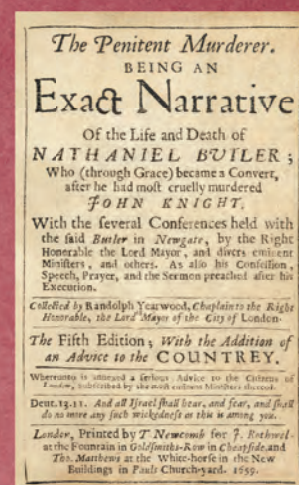 The Penitent Murderer.
BEING AN
Exact Narrative
Of the Life and Death of
NATHANIEL BUTLER;
Who (through Grace) became a Convert,
after he had moſt cruelly murdered
JOHN KNIGHT.
With the ſeveral Conferences held with
the ſaid Butler in Newgate, by the Right
Honorable the Lord Mayor, and divers eminent
Miniſters, and others. As alſo his Confeſſion,
Speech, Prayer, and the Sermon preached after his
Execution.
Collected by Randolph Yearwood, Chaplain to the Right
Honorable, the Lord Mayor of the City of London.
The Fifth Edition; With the Addition of
an Advice to the COUNTREY.
Whereunto is annexed a ſerious Advice to the Citizens of
London, ſubſcribed by the moſt eminent Miniſters thereof.
Deut. 13. 11. And all Iſrael ſhall hear, and fear, and ſhall
do no more any ſuch wickedneſs as this is among you.
London, Printed by T Newcomb for J. Rothwel
at the Fountain in Goldſmiths-Row in Cheapſide, and
Tho. Matthews at the White-horſe in the New
Buildings in Pauls Church-yard. 1659.